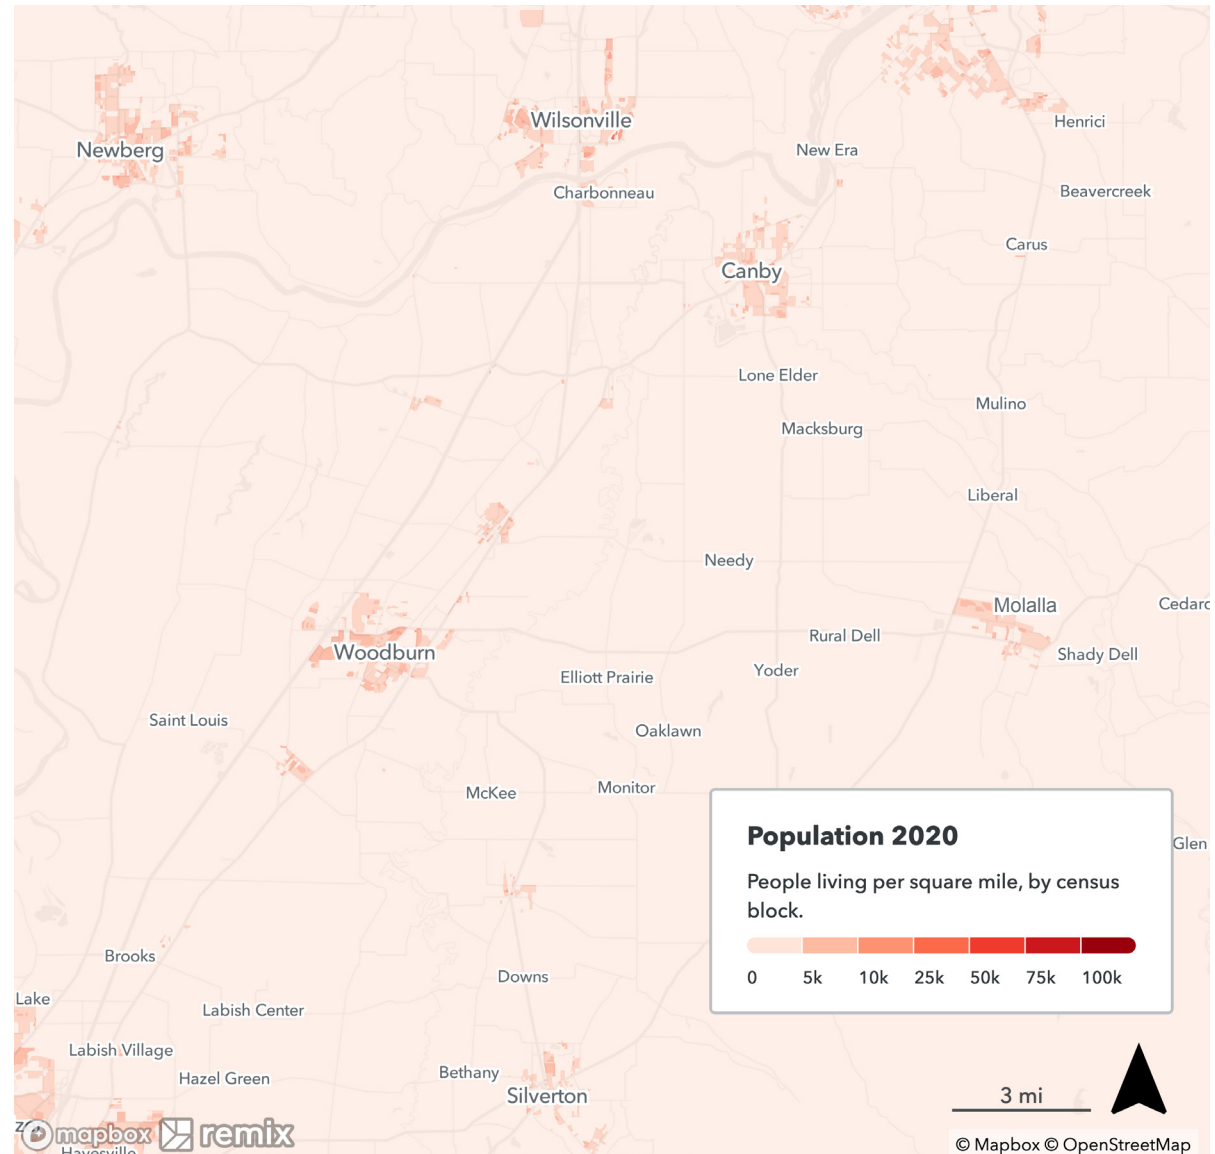 Wilsonville
Henrici
Newberg
New Era
Charbonneau
Beavercreek
Carus
Canby
Lone Elder
Mulino
Macksburg
Liberal
Needy
Molalla
Cedarc
Rural Dell
Woodburn
Shady Dell
Elliott Prairie
Yoder
Saint Louis
Oaklawn
McKee
Monitor
Population 2020
People living per square mile, by census
block.
0 5k 10k 25k 50k 75k 100k
Glen
Brooks
Downs
Lake
Labish Center
Labish Village
Hazel Green
Bethany
Silverton
3 mi
mapbox remix
Hayesville
© Mapbox © OpenStreetMap